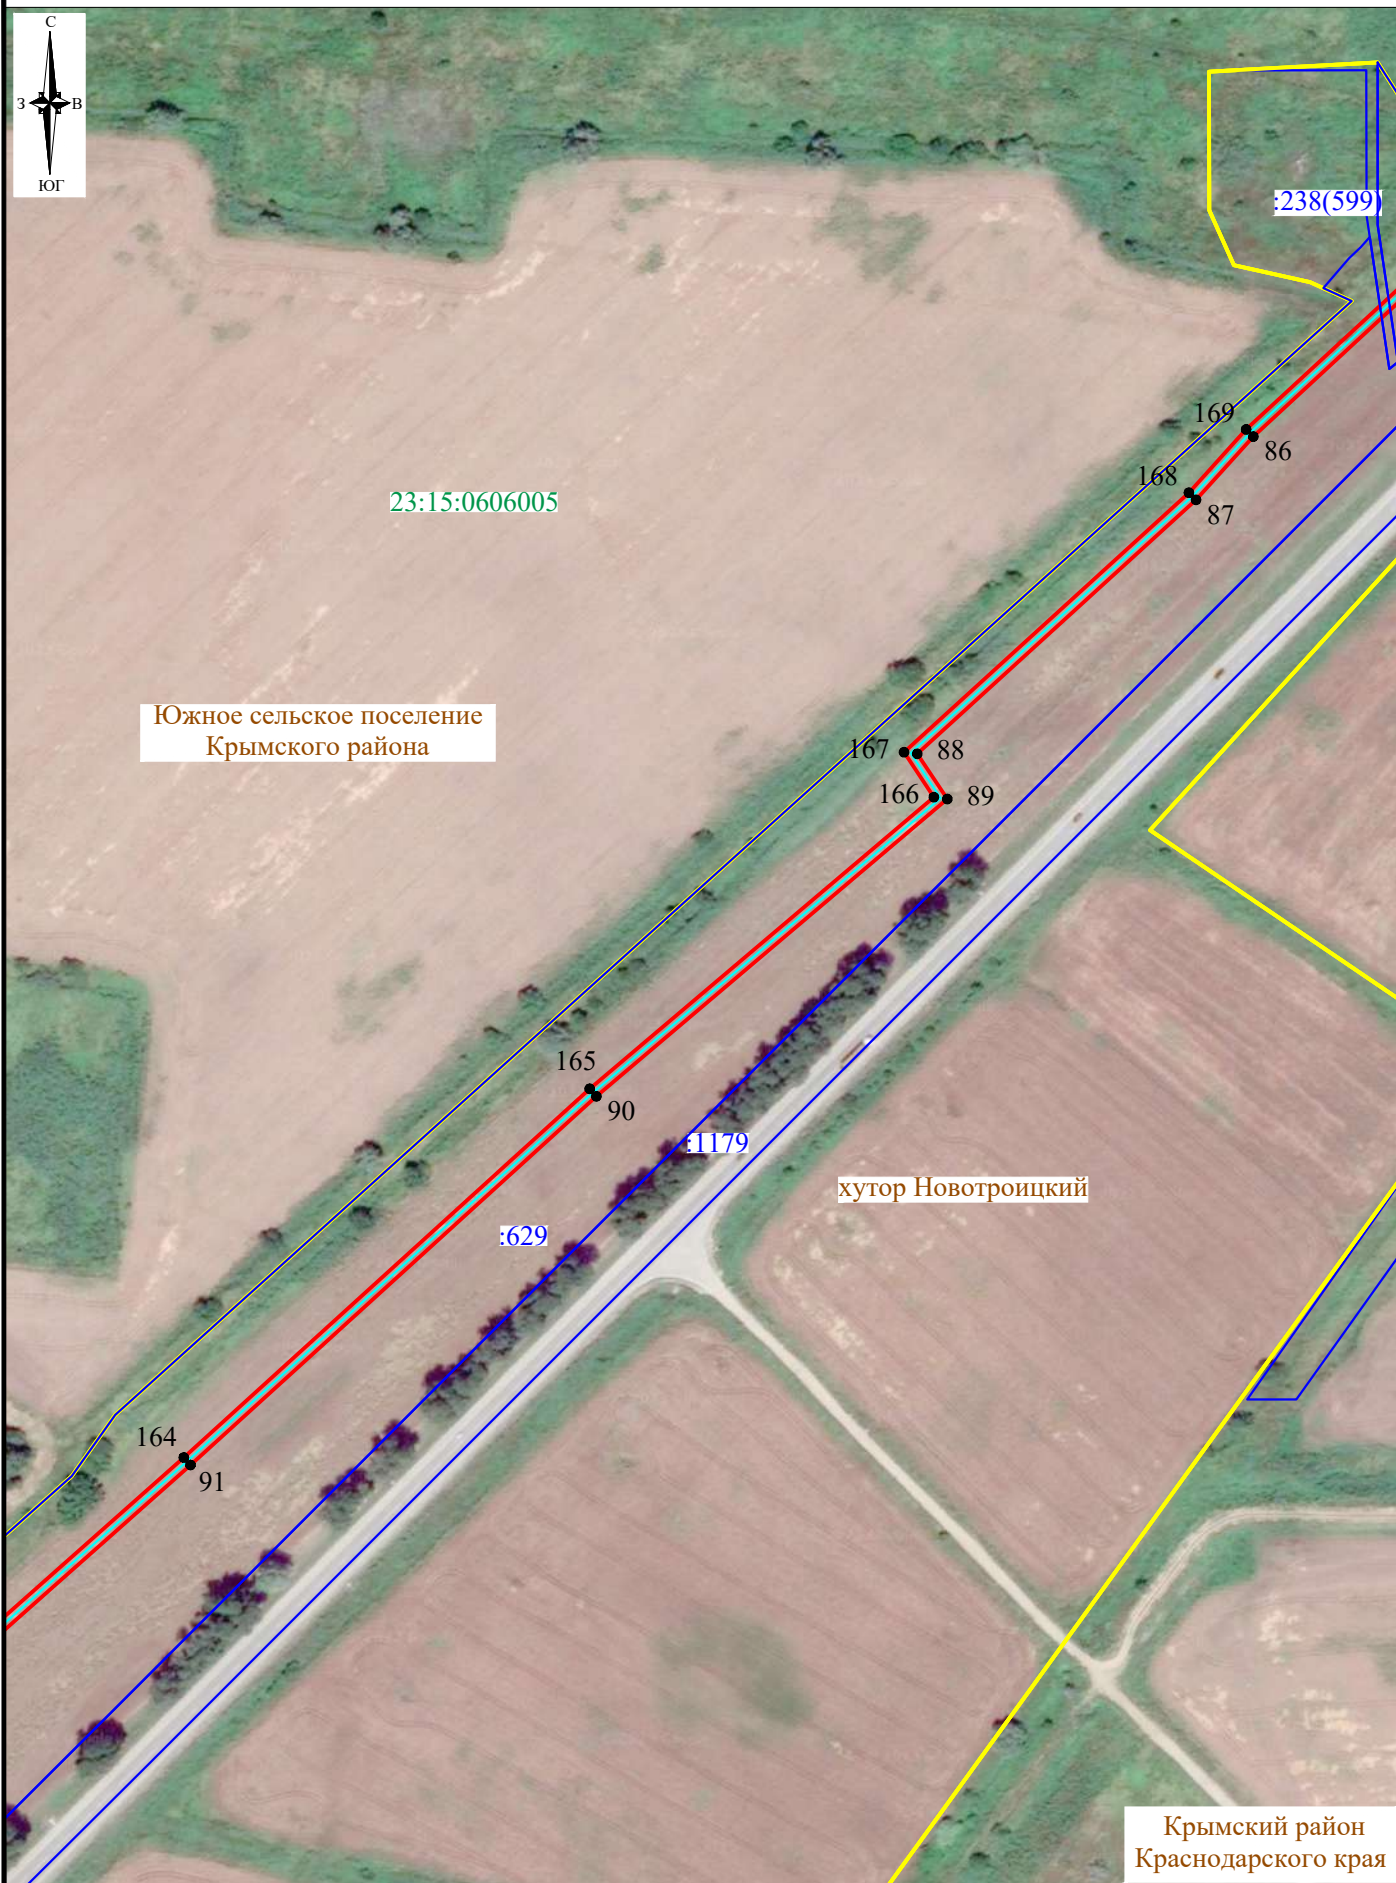 С
З
В
ЮГ
:238(599)
169
86
168
87
23:15:0606005
Южное сельское поселение
Крымского района
167
88
166
89
165
90
:1179
хутор Новотроицкий
:629
164
91
Крымский район
Краснодарского края